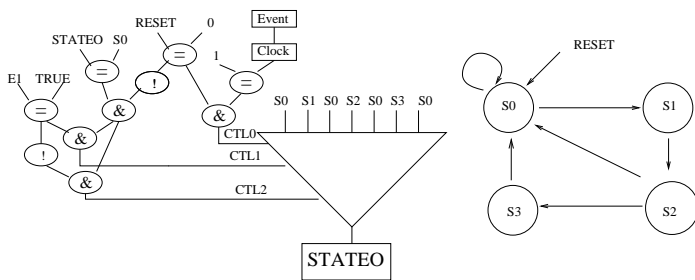 RESET 0 Event
STATEO S0 = Clock
E1 TRUE = ! 1 =
= & &
! & CTL0 S0 S1 S0 S2 S0 S3 S0
& CTL1
CTL2
STATEO
RESET
S0 S1
S3 S2